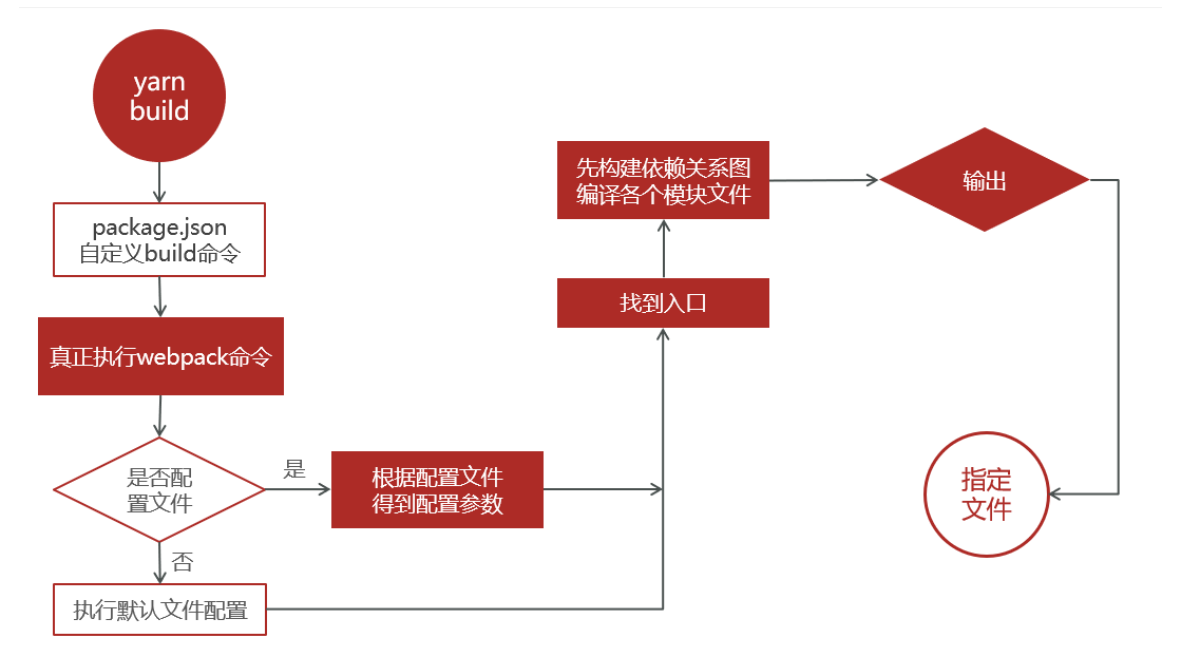 yarn
build
package.json
自定义build命令
真正执行webpack命令
是否配
置文件
是
根据配置文件
得到配置参数
否
执行默认文件配置
找到入口
先构建依赖关系图
编译各个模块文件
输出
指定
文件